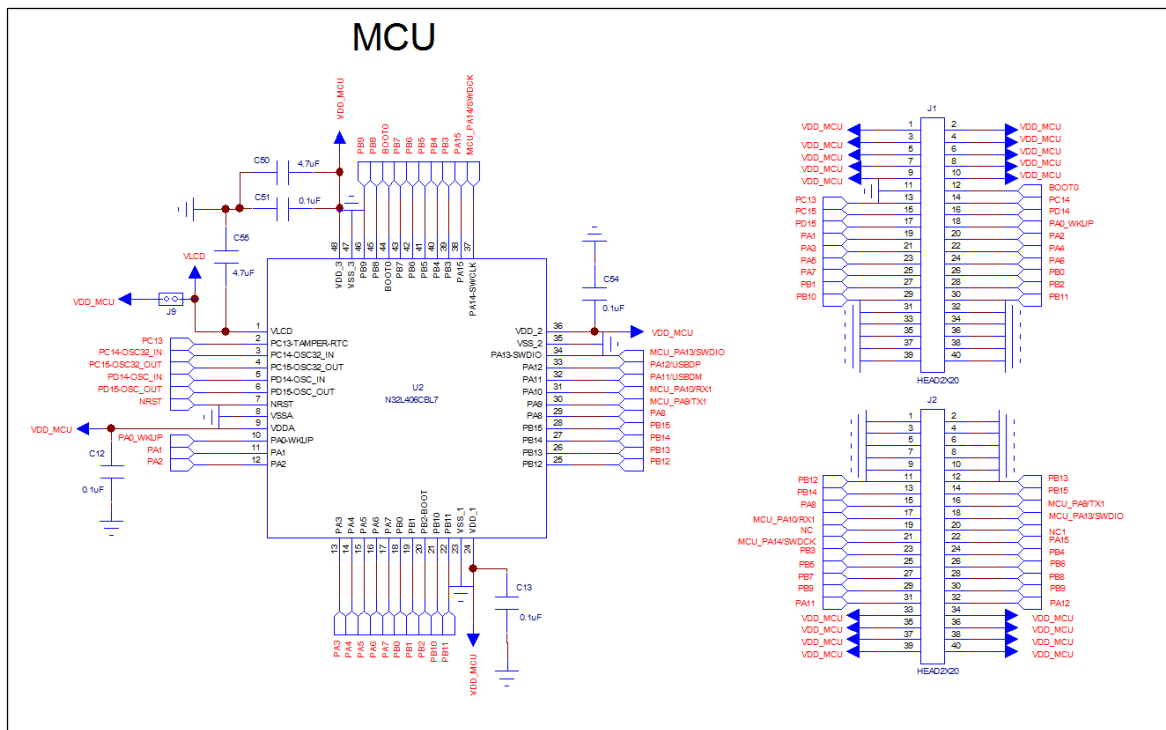 MCU
VDD_MCU
C50
4.7uF
C51
0.1uF
C55
4.7uF
VLCD
VDD_MCU
J9
PB9
PB8
BOOT0
PB7
PB6
PB5
PB4
PB3
PA15
MCU_PA14/SWDCK
48 47 46 45 44 43 42 41 40 39 38 37
VDD_3
VSS_3
PB9
PB8
BOOT0
PB7
PB6
PB5
PB4
PB3
PA15
PA14-SWCLK
C54
0.1uF
1 VLCD
PC13 2 PC13-TAMPER-RTC
PC14-OSC32_IN 3 PC14-OSC32_IN
PC15-OSC32_OUT 4 PC15-OSC32_OUT
PD14-OSC_IN 5 PD14-OSC_IN
PD15-OSC_OUT 6 PD15-OSC_OUT
NRST 7 NRST
8 VSSA
VDD_MCU 9 VDDA
PA0_WKUP 10 PA0-WKUP
PA1 11 PA1
PA2 12 PA2
C12
0.1uF
U2
N32L406CBL7
VDD_2 36 VDD_MCU
VSS_2 35
PA13-SWDIO 34 MCU_PA13/SWDIO
PA12 33 PA12/USBDP
PA11 32 PA11/USBDM
PA10 31 MCU_PA10/RX1
PA9 30 MCU_PA9/TX1
PA8 29 PA8
PB15 28 PB15
PB14 27 PB14
PB13 26 PB13
PB12 25 PB12
PA3
PA4
PA5
PA6
PA7
PB0
PB1
PB2-BOOT
PB10
PB11
VSS_1
VDD_1
13 14 15 16 17 18 19 20 21 22 23 24
PA3
PA4
PA5
PA6
PA7
PB0
PB1
PB2
PB10
PB11
VDD_MCU
C13
0.1uF
J1
VDD_MCU 1 2 VDD_MCU
VDD_MCU 3 4 VDD_MCU
VDD_MCU 5 6 VDD_MCU
VDD_MCU 7 8 VDD_MCU
VDD_MCU 9 10 VDD_MCU
11 12 BOOT0
PC13 13 14 PC14
PC15 15 16 PD14
PD15 17 18 PA0_WKUP
PA1 19 20 PA2
PA3 21 22 PA4
PA5 23 24 PA6
PA7 25 26 PB0
PB1 27 28 PB2
PB10 29 30 PB11
31 32
33 34
35 36
37 38
39 40
HEAD2X20
J2
1 2
3 4
5 6
7 8
9 10
PB12 11 12 PB13
PB14 13 14 PB15
PA8 15 16 MCU_PA9/TX1
MCU_PA10/RX1 17 18 MCU_PA13/SWDIO
NC 19 20 NC1
MCU_PA14/SWDCK 21 22 PA15
PB3 23 24 PB4
PB5 25 26 PB6
PB7 27 28 PB8
PB9 29 30
PA11 31 32 PA12
33 34
VDD_MCU 35 36 VDD_MCU
VDD_MCU 37 38 VDD_MCU
VDD_MCU 39 40 VDD_MCU
VDD_MCU VDD_MCU
HEAD2X20